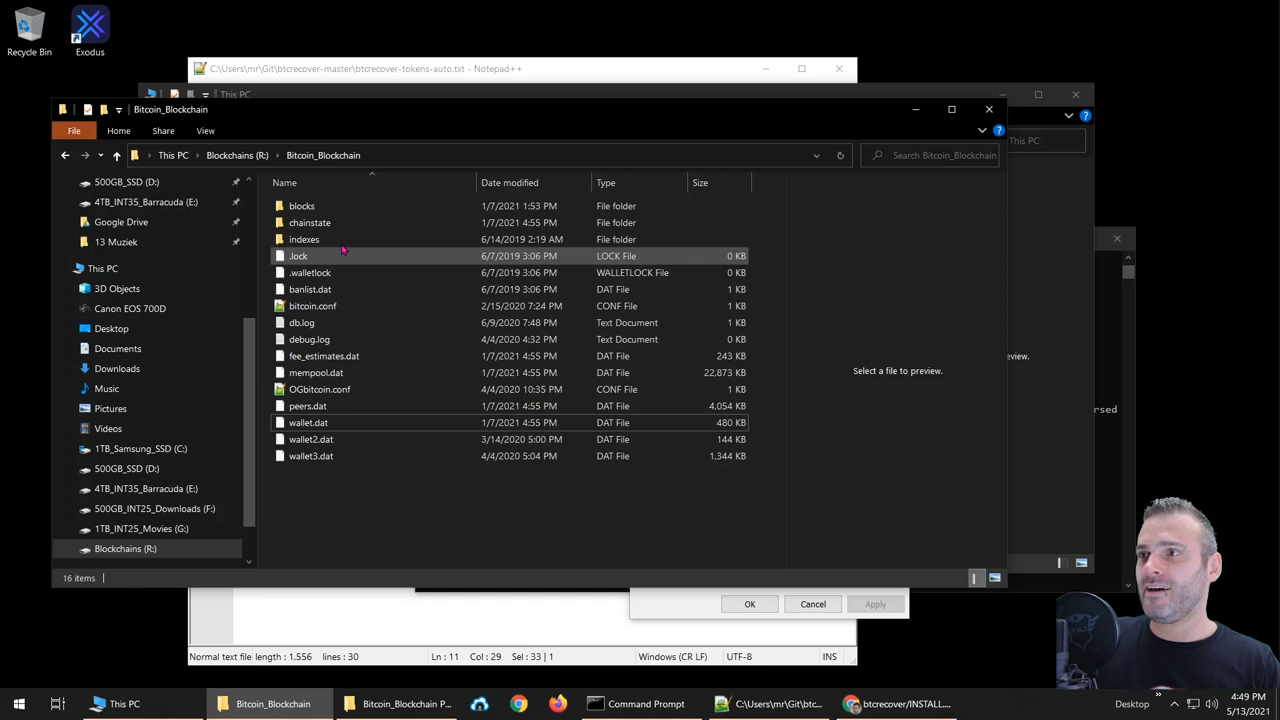 Recycle Bin
Exodus
C:\Users\mr\Git\btcrecover-master\btcrecover-tokens-auto.txt - Notepad++
This PC
Bitcoin_Blockchain
File
Home
Share
View
This PC
Blockchains (R:)
Bitcoin_Blockchain
Search Bitcoin_Blockchain
This PC
Name
Date modified
Type
Size
500GB_SSD (D:)
4TB_INT35_Barracuda (E:)
Google Drive
13 Muziek
This PC
3D Objects
Canon EOS 700D
Desktop
Documents
Downloads
Music
Pictures
Videos
1TB_Samsung_SSD (C:)
500GB_SSD (D:)
4TB_INT35_Barracuda (E:)
500GB_INT25_Downloads (F:)
1TB_INT25_Movies (G:)
Blockchains (R:)
blocks 1/7/2021 1:53 PM File folder
chainstate 1/7/2021 4:55 PM File folder
indexes 6/14/2019 2:19 AM File folder
.lock 6/7/2019 3:06 PM LOCK File 0 KB
.walletlock 6/7/2019 3:06 PM WALLETLOCK File 0 KB
banlist.dat 6/7/2019 3:06 PM DAT File 1 KB
bitcoin.conf 2/15/2020 7:24 PM CONF File 1 KB
db.log 6/9/2020 7:48 PM Text Document 1 KB
debug.log 4/4/2020 4:32 PM Text Document 0 KB
fee_estimates.dat 1/7/2021 4:55 PM DAT File 243 KB
mempool.dat 1/7/2021 4:55 PM DAT File 22,873 KB
OGbitcoin.conf 4/4/2020 10:35 PM CONF File 1 KB
peers.dat 1/7/2021 4:55 PM DAT File 4,054 KB
wallet.dat 1/7/2021 4:55 PM DAT File 480 KB
wallet2.dat 3/14/2020 5:00 PM DAT File 144 KB
wallet3.dat 4/4/2020 5:04 PM DAT File 1,344 KB
Select a file to preview.
16 items
OK
Cancel
Apply
Normal text file length : 1,556 lines : 30 Ln : 11 Col : 29 Sel : 33 | 1 Windows (CR LF) UTF-8 INS
This PC
Bitcoin_Blockchain
Bitcoin_Blockchain P...
Command Prompt
C:\Users\mr\Git\btc...
btcrecover/INSTALL....
Desktop
4:49 PM
5/13/2021